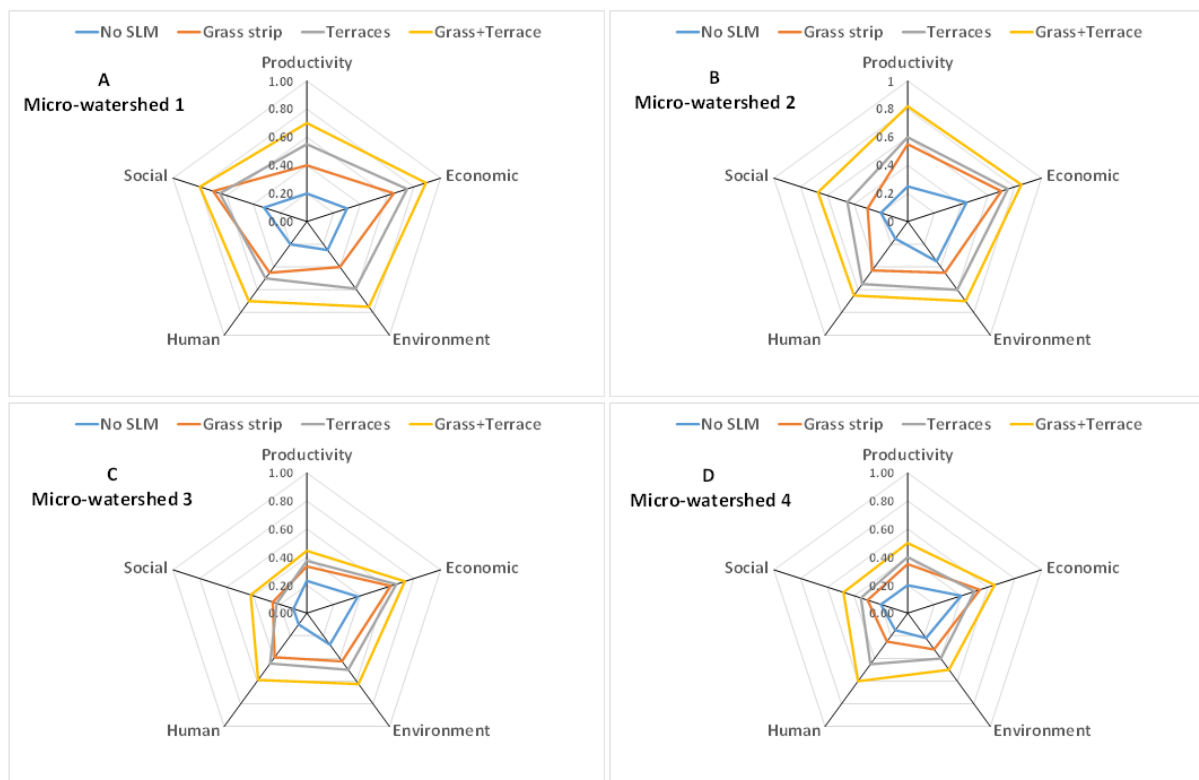 No SLM Grass strip Terraces Grass+Terrace
A
Micro-watershed 1
Productivity
1.00
0.80
0.60
0.40
0.20
0.00
Social
Economic
Human
Environment
No SLM Grass strip Terraces Grass+Terrace
B
Micro-watershed 2
Productivity
1
0.8
0.6
0.4
0.2
0
Social
Economic
Human
Environment
No SLM Grass strip Terraces Grass+Terrace
C
Micro-watershed 3
Productivity
1.00
0.80
0.60
0.40
0.20
0.00
Social
Economic
Human
Environment
No SLM Grass strip Terraces Grass+Terrace
D
Micro-watershed 4
Productivity
1.00
0.80
0.60
0.40
0.20
0.00
Social
Economic
Human
Environment